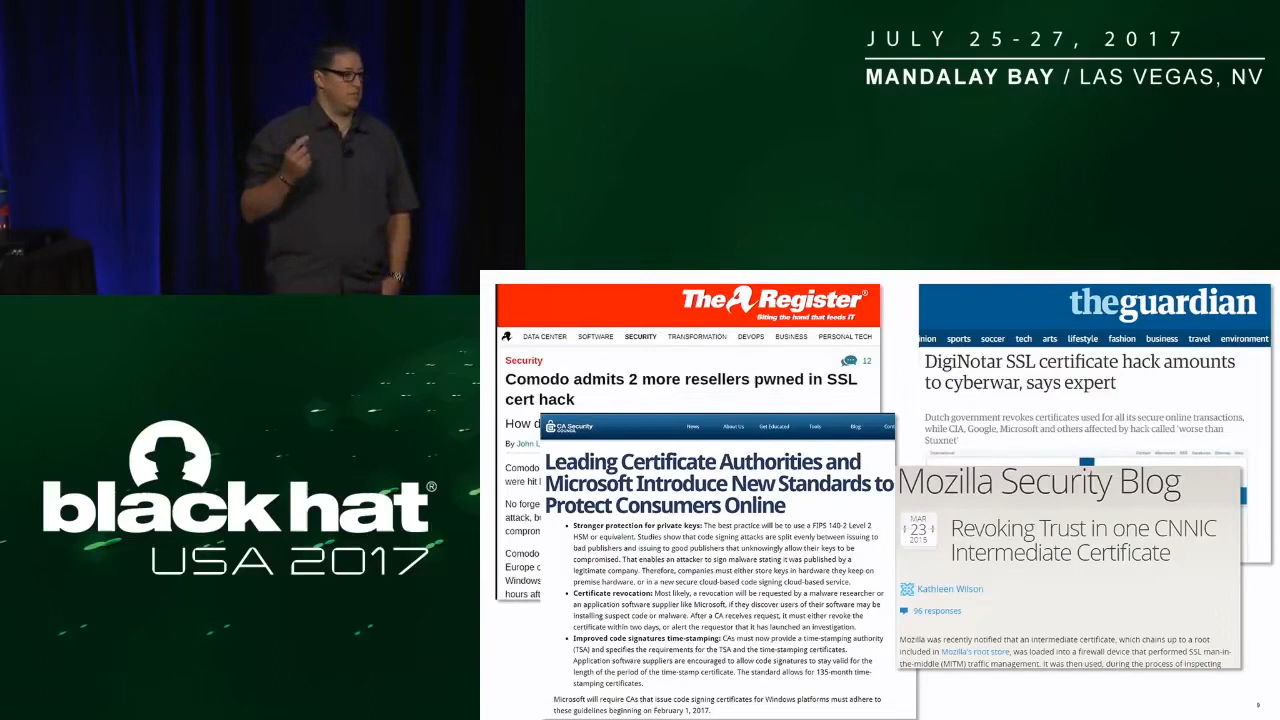 JULY 25-27, 2017
MANDALAY BAY / LAS VEGAS, NV
black hat®
USA 2017
The Register®
Biting the hand that feeds IT
DATA CENTER SOFTWARE SECURITY TRANSFORMATION DEVOPS BUSINESS PERSONAL TECH
Security
12
Comodo admits 2 more resellers pwned in SSL
cert hack
How d
By John L
Comodo
were hit
No forge
attack, bu
compron
Comodo
Europe o
Windows
hours afte
CA Security
COUNCIL
News About Us Get Educated Tools Blog Cont
Leading Certificate Authorities and
Microsoft Introduce New Standards to
Protect Consumers Online
• Stronger protection for private keys: The best practice will be to use a FIPS 140-2 Level 2
HSM or equivalent. Studies show that code signing attacks are split evenly between issuing to
bad publishers and issuing to good publishers that unknowingly allow their keys to be
compromised. That enables an attacker to sign malware stating it was published by a
legitimate company. Therefore, companies must either store keys in hardware they keep on
premise hardware, or in a new secure cloud-based code signing cloud-based service.
• Certificate revocation: Most likely, a revocation will be requested by a malware researcher or
an application software supplier like Microsoft, if they discover users of their software may be
installing suspect code or malware. After a CA receives request, it must either revoke the
certificate within two days, or alert the requestor that it has launched an investigation.
• Improved code signatures time-stamping: CAs must now provide a time-stamping authority
(TSA) and specifies the requirements for the TSA and the time-stamping certificates.
Application software suppliers are encouraged to allow code signatures to stay valid for the
length of the period of the time-stamp certificate. The standard allows for 135-month time-
stamping certificates.
Microsoft will require CAs that issue code signing certificates for Windows platforms must adhere to
these guidelines beginning on February 1, 2017.
theguardian
inion sports soccer tech arts lifestyle fashion business travel environment
DigiNotar SSL certificate hack amounts
to cyberwar, says expert
Dutch government revokes certificates used for all its secure online transactions,
while CIA, Google, Microsoft and others affected by hack called 'worse than
Stuxnet'
Mozilla Security Blog
MAR
23
2015
Revoking Trust in one CNNIC
Intermediate Certificate
Kathleen Wilson
96 responses
Mozilla was recently notified that an intermediate certificate, which chains up to a root
included in Mozilla's root store, was loaded into a firewall device that performed SSL man-in-
the-middle (MITM) traffic management. It was then used, during the process of inspecting
9